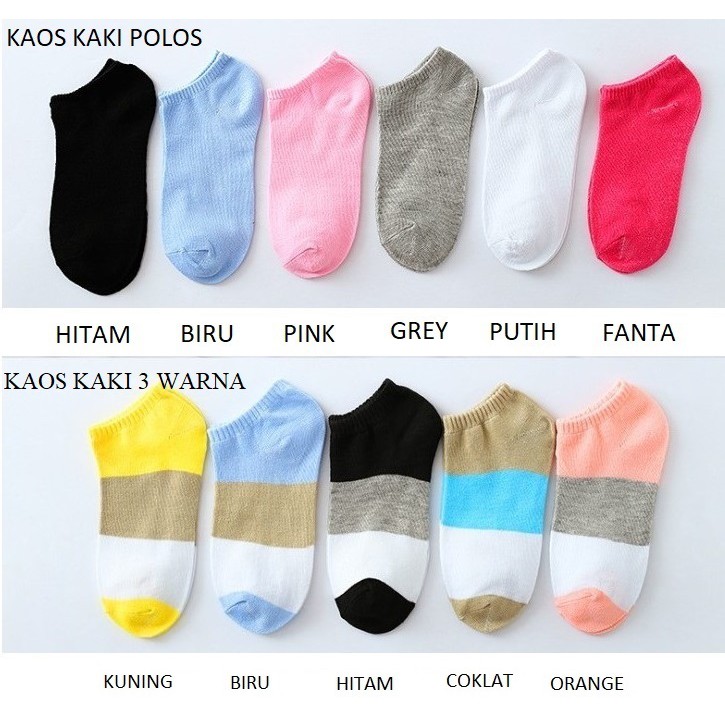 KAOS KAKI POLOS
HITAM BIRU PINK GREY PUTIH FANTA
KAOS KAKI 3 WARNA
KUNING BIRU HITAM COKLAT ORANGE